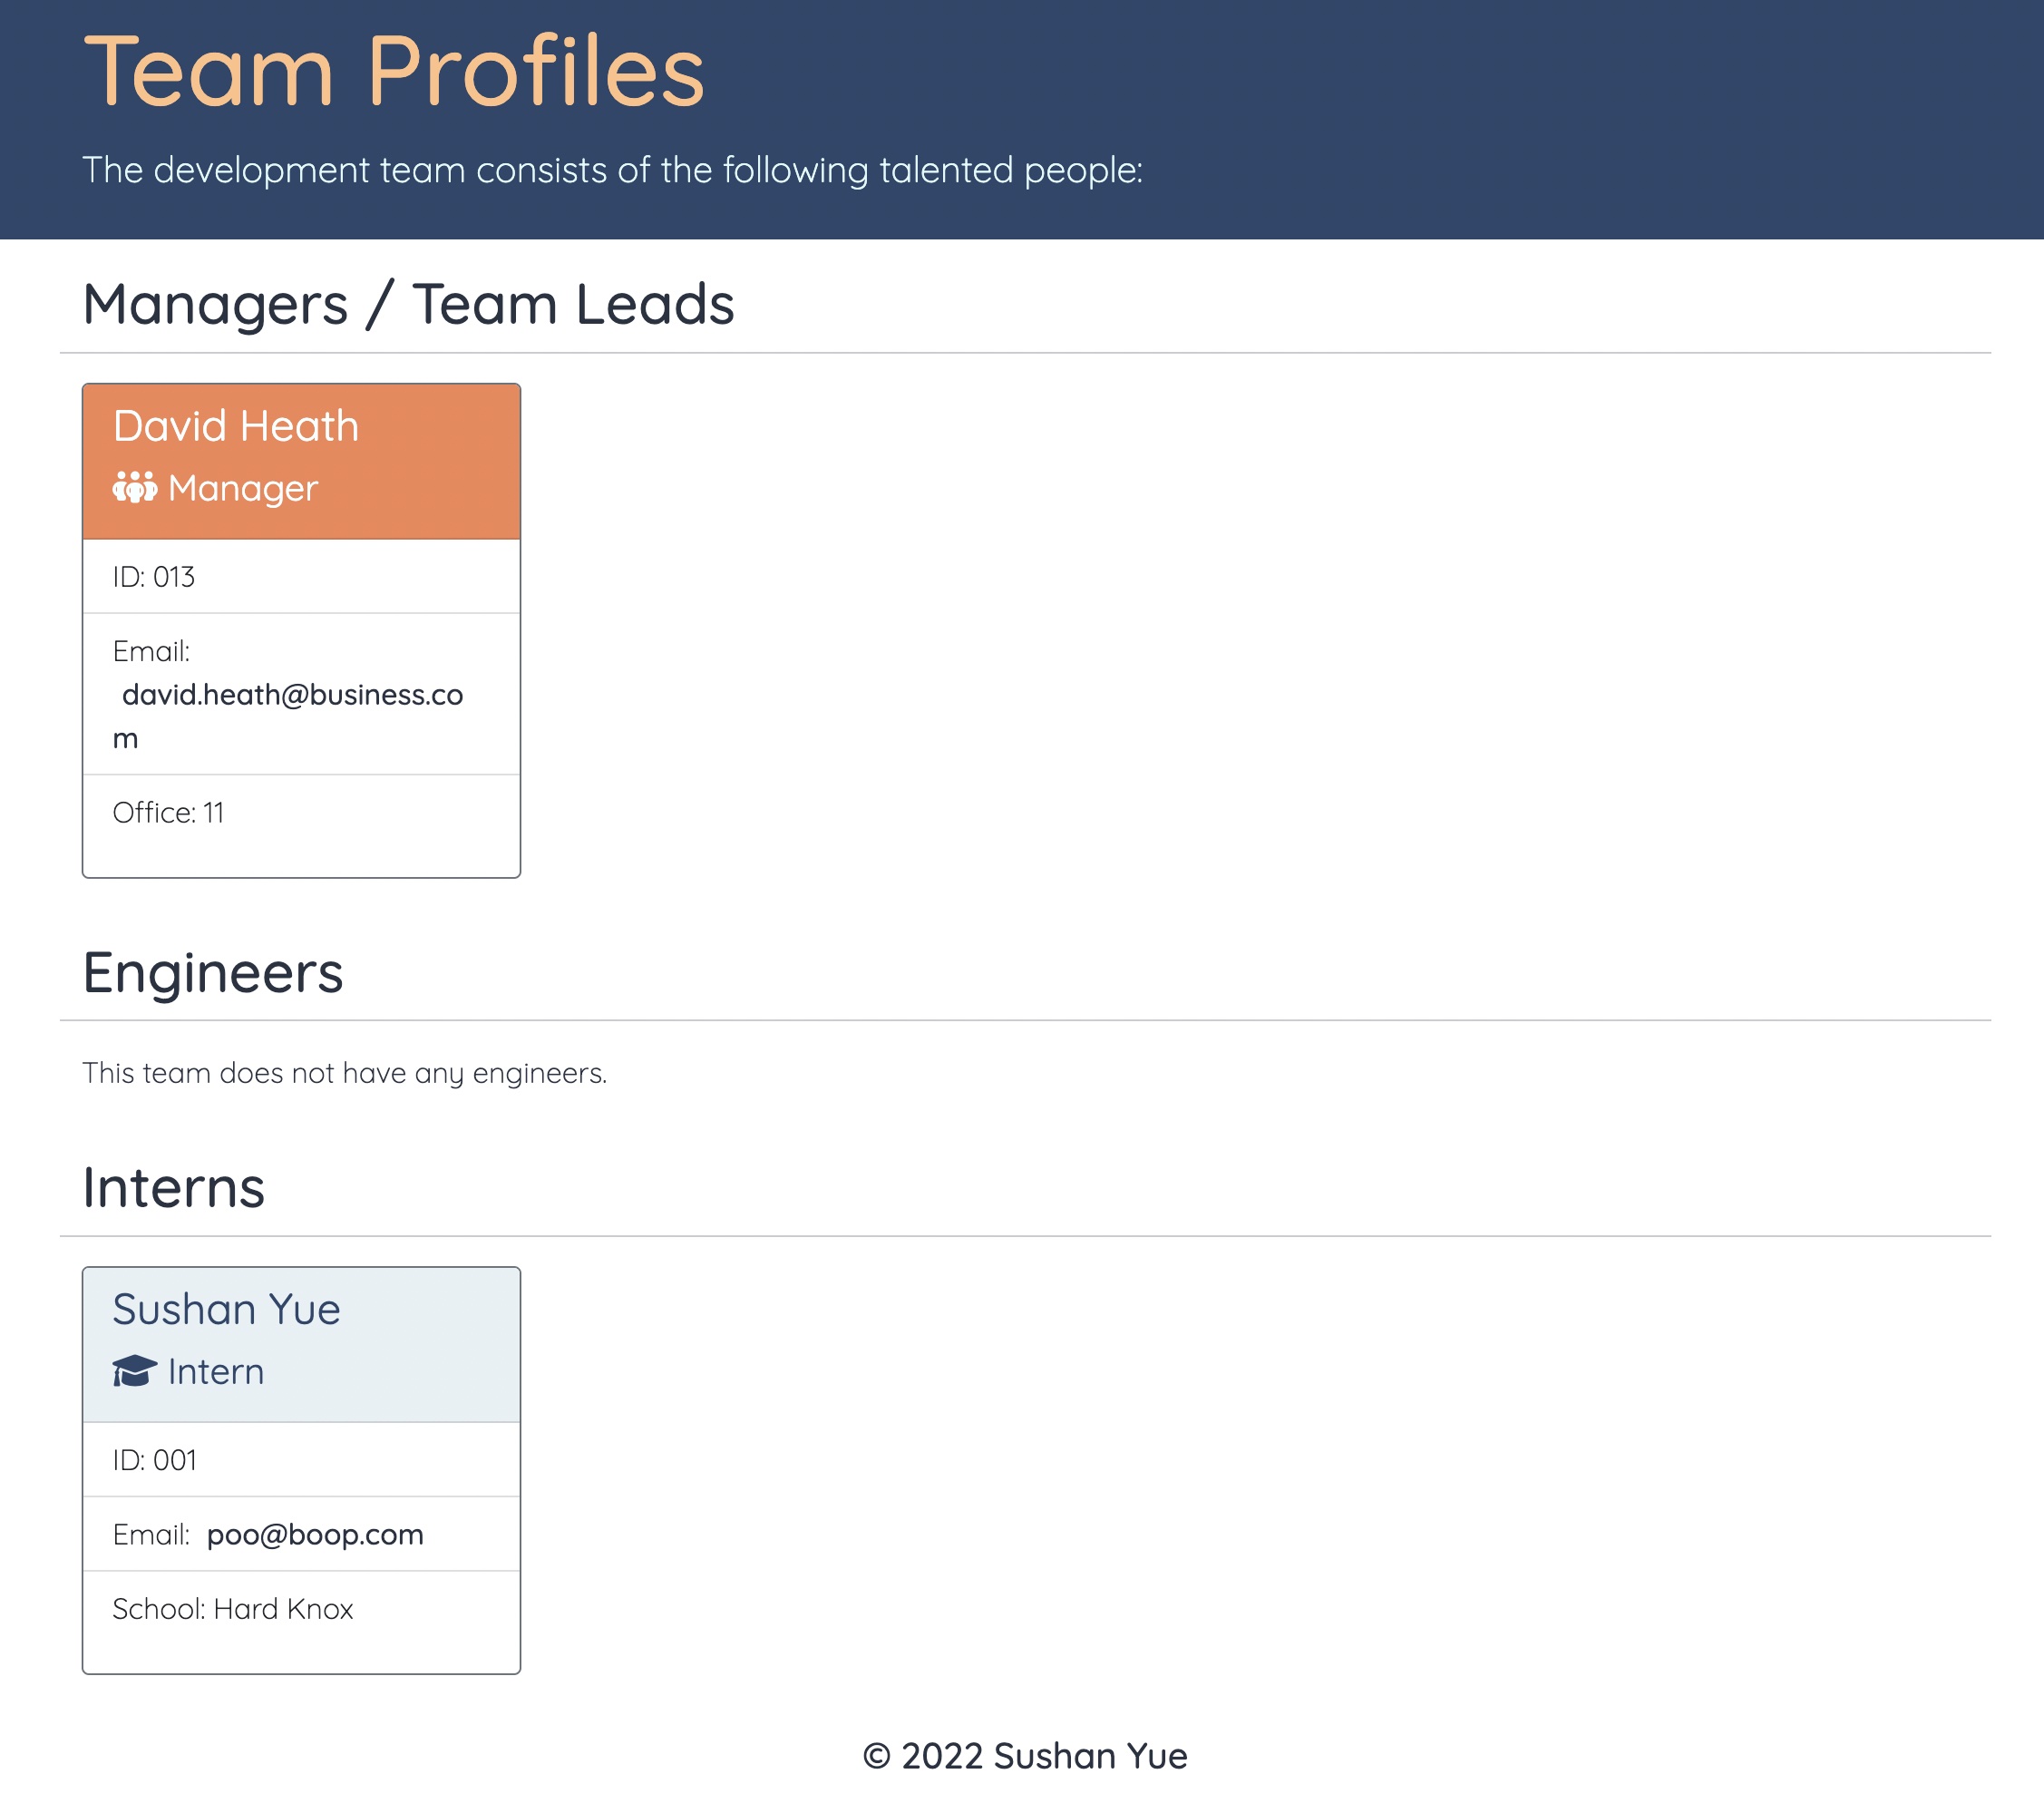 Team Profiles
The development team consists of the following talented people:
Managers / Team Leads
David Heath
Manager
ID: 013
Email:
david.heath@business.co
m
Office: 11
Engineers
This team does not have any engineers.
Interns
Sushan Yue
Intern
ID: 001
Email: poo@boop.com
School: Hard Knox
© 2022 Sushan Yue